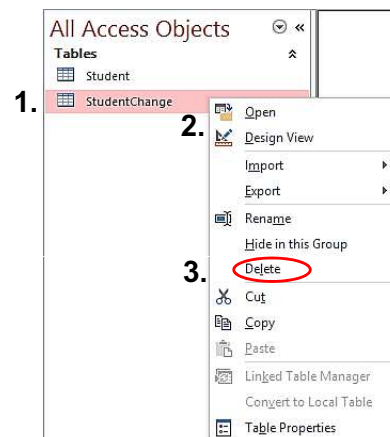 All Access Objects
Tables
Student
1. StudentChange
2. Open
Design View
Import
Export
Rename
Hide in this Group
3. Delete
Cut
Copy
Paste
Linked Table Manager
Convert to Local Table
Table Properties